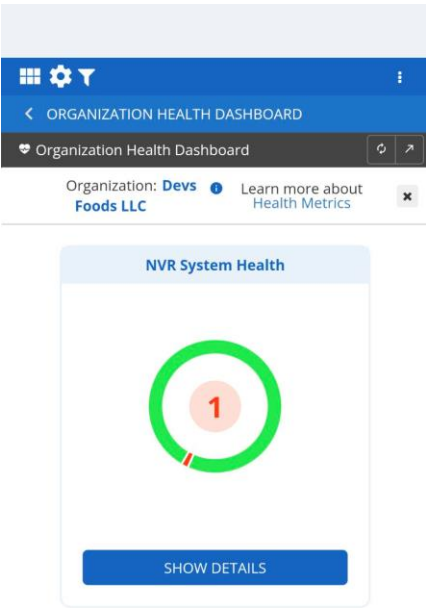 ORGANIZATION HEALTH DASHBOARD
Organization Health Dashboard
Organization: Devs
Foods LLC
Learn more about
Health Metrics
NVR System Health
1
SHOW DETAILS